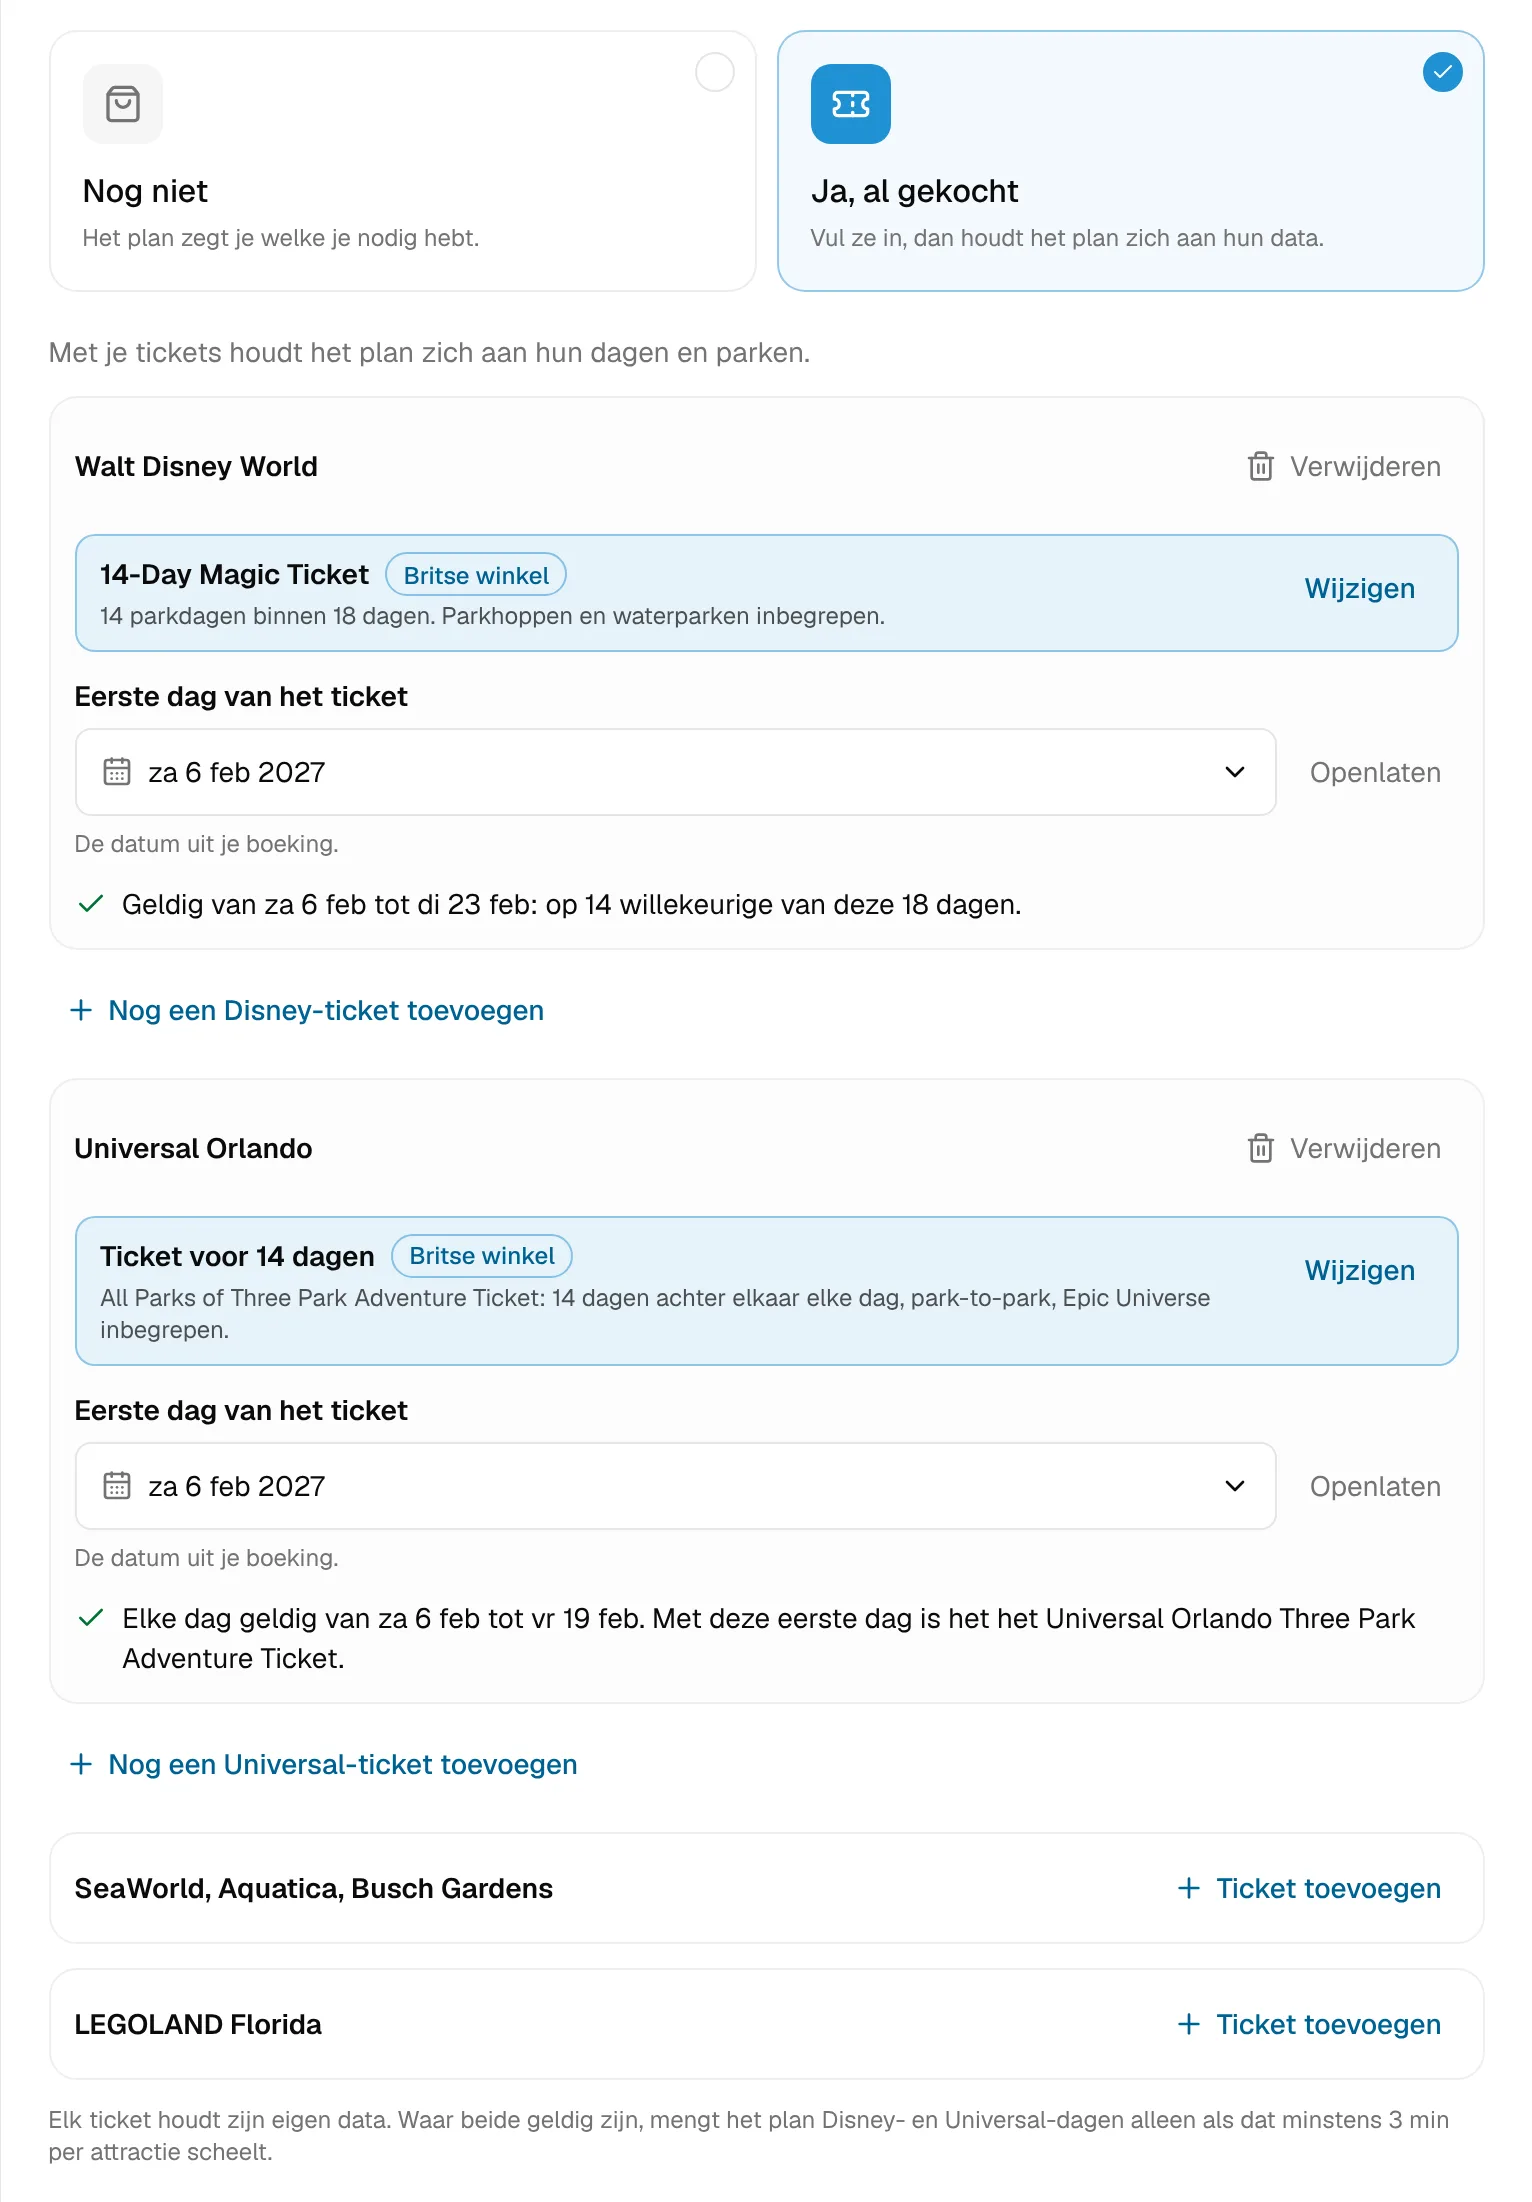 Nog niet
Het plan zegt je welke je nodig hebt.
Ja, al gekocht
Vul ze in, dan houdt het plan zich aan hun data.
Met je tickets houdt het plan zich aan hun dagen en parken.
Walt Disney World
Verwijderen
14-Day Magic Ticket
Britse winkel
14 parkdagen binnen 18 dagen. Parkhoppen en waterparken inbegrepen.
Wijzigen
Eerste dag van het ticket
za 6 feb 2027
Openlaten
De datum uit je boeking.
Geldig van za 6 feb tot di 23 feb: op 14 willekeurige van deze 18 dagen.
Nog een Disney-ticket toevoegen
Universal Orlando
Verwijderen
Ticket voor 14 dagen
Britse winkel
All Parks of Three Park Adventure Ticket: 14 dagen achter elkaar elke dag, park-to-park, Epic Universe
inbegrepen.
Wijzigen
Eerste dag van het ticket
za 6 feb 2027
Openlaten
De datum uit je boeking.
Elke dag geldig van za 6 feb tot vr 19 feb. Met deze eerste dag is het het Universal Orlando Three Park
Adventure Ticket.
Nog een Universal-ticket toevoegen
SeaWorld, Aquatica, Busch Gardens
Ticket toevoegen
LEGOLAND Florida
Ticket toevoegen
Elk ticket houdt zijn eigen data. Waar beide geldig zijn, mengt het plan Disney- en Universal-dagen alleen als dat minstens 3 min
per attractie scheelt.